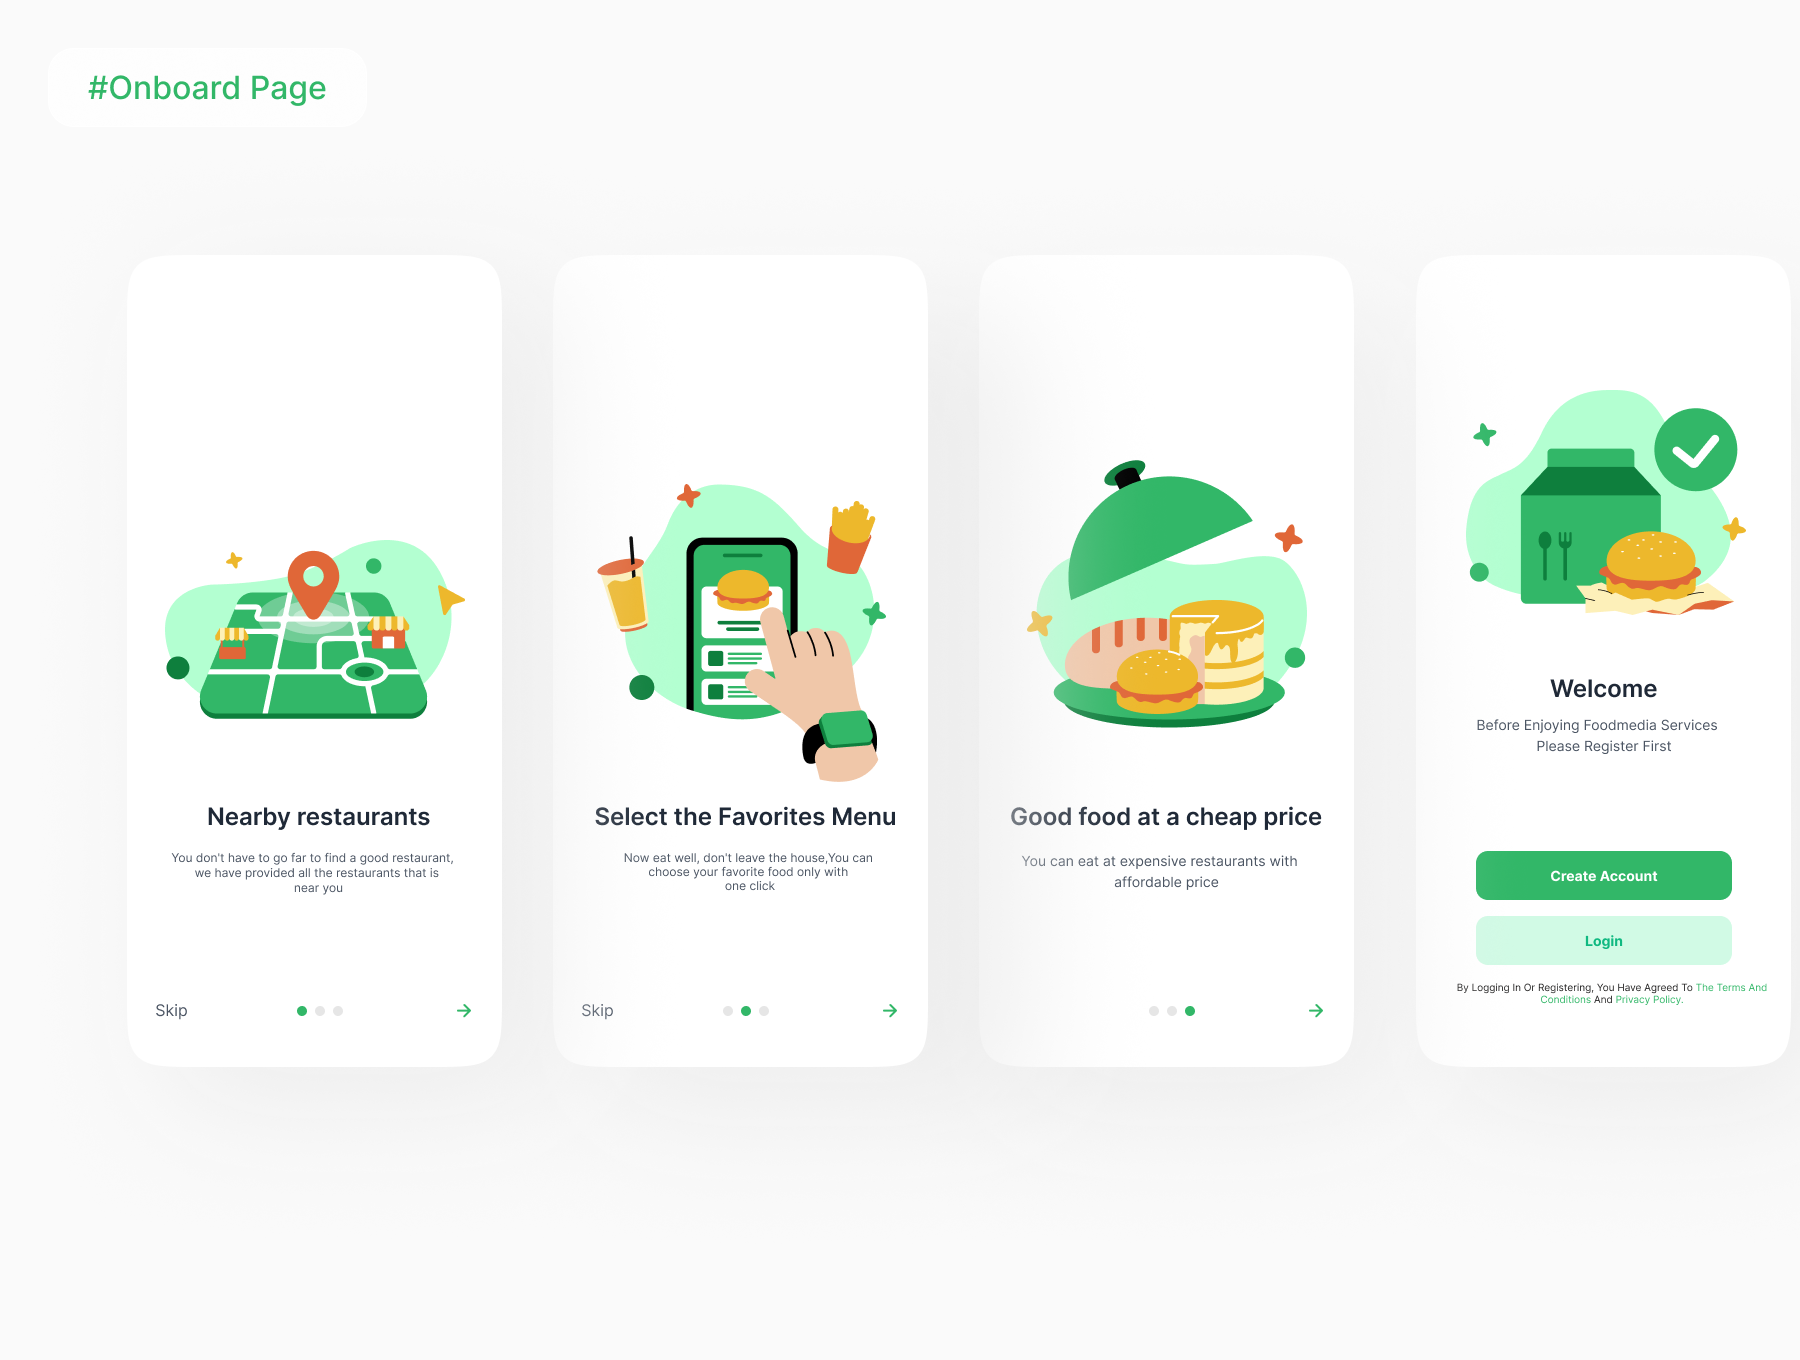 #Onboard Page
Nearby restaurants
You don't have to go far to find a good restaurant,
we have provided all the restaurants that is
near you
Skip
Select the Favorites Menu
Now eat well, don't leave the house,You can
choose your favorite food only with
one click
Skip
Good food at a cheap price
You can eat at expensive restaurants with
affordable price
Welcome
Before Enjoying Foodmedia Services
Please Register First
Create Account
Login
By Logging In Or Registering, You Have Agreed To The Terms And
Conditions And Privacy Policy.